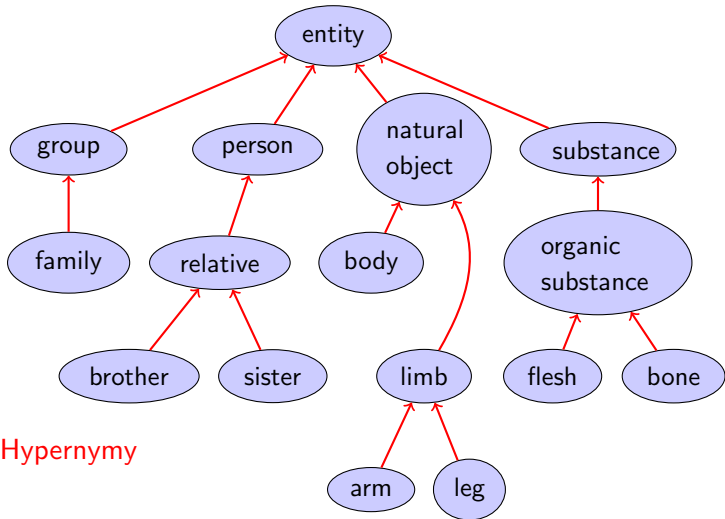 entity
group
person
natural
object
substance
family
relative
body
organic
substance
brother
sister
limb
flesh
bone
Hypernymy
arm
leg